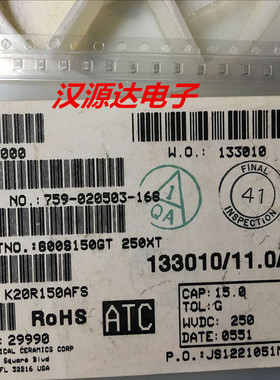 汉源达电子
000
W.O.: 133010
NO.: 759-020503-168
1
QA
FINAL
41
INSPECTION
TNO.: 600S150GT 250XT
133010/11.0/
K20R150AFS
RoHS
ATC
CAP: 15.0
TOL: G
WVDC: 250
DATE: 0551
: 29990
ICAL CERAMICS CORP
Square Blvd
FL 32216 USA
P.O.: JS1221051